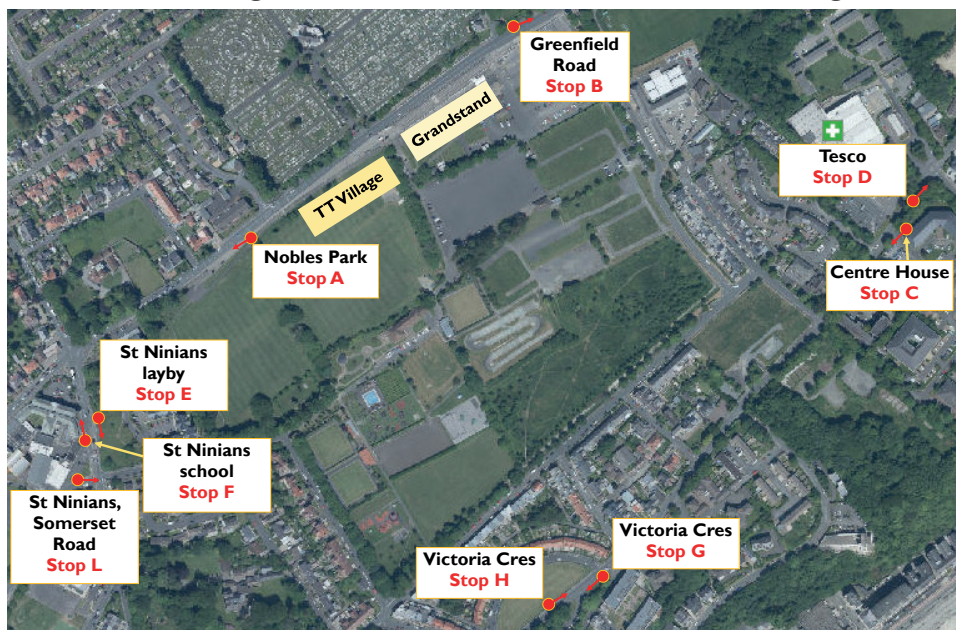 Greenfield
Road
Stop B
Grandstand
TT Village
Tesco
Stop D
Nobles Park
Stop A
Centre House
Stop C
St Ninians
layby
Stop E
St Ninians
school
Stop F
St Ninians,
Somerset
Road
Stop L
Victoria Cres
Stop G
Victoria Cres
Stop H